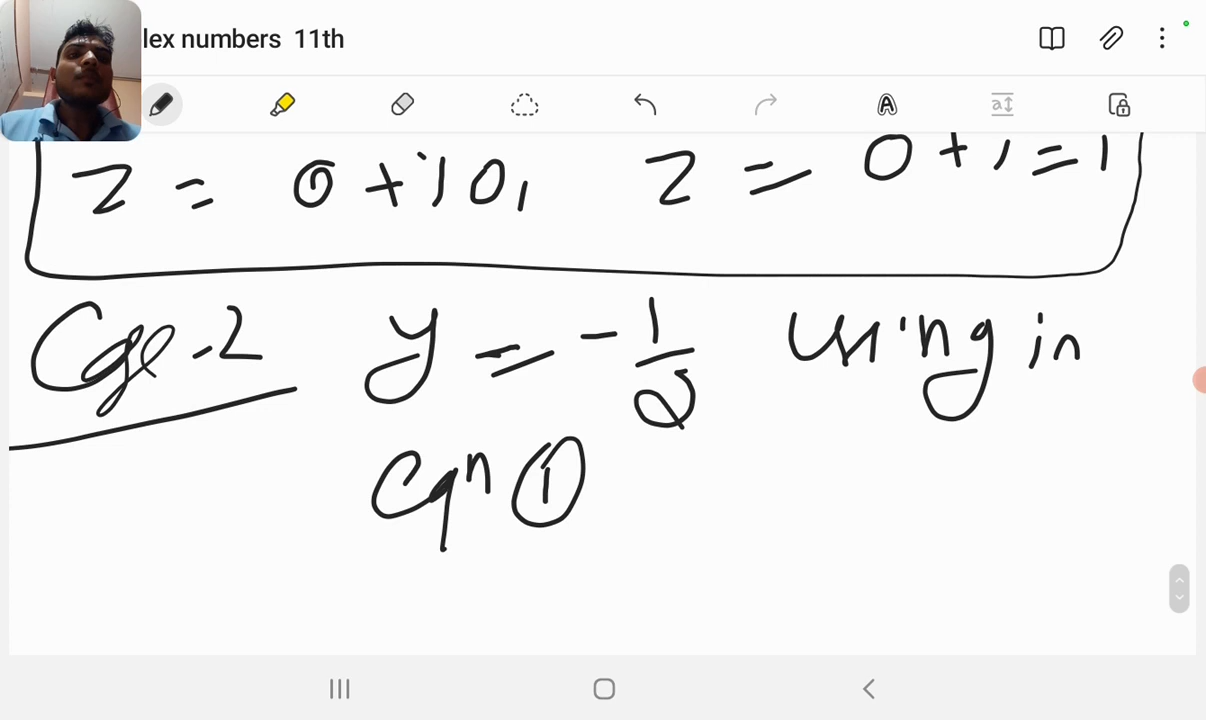 lex numbers 11th
z = 0 + i0, z = 0 + i = i
Case-2 y = -1/2 using in
eqn ①